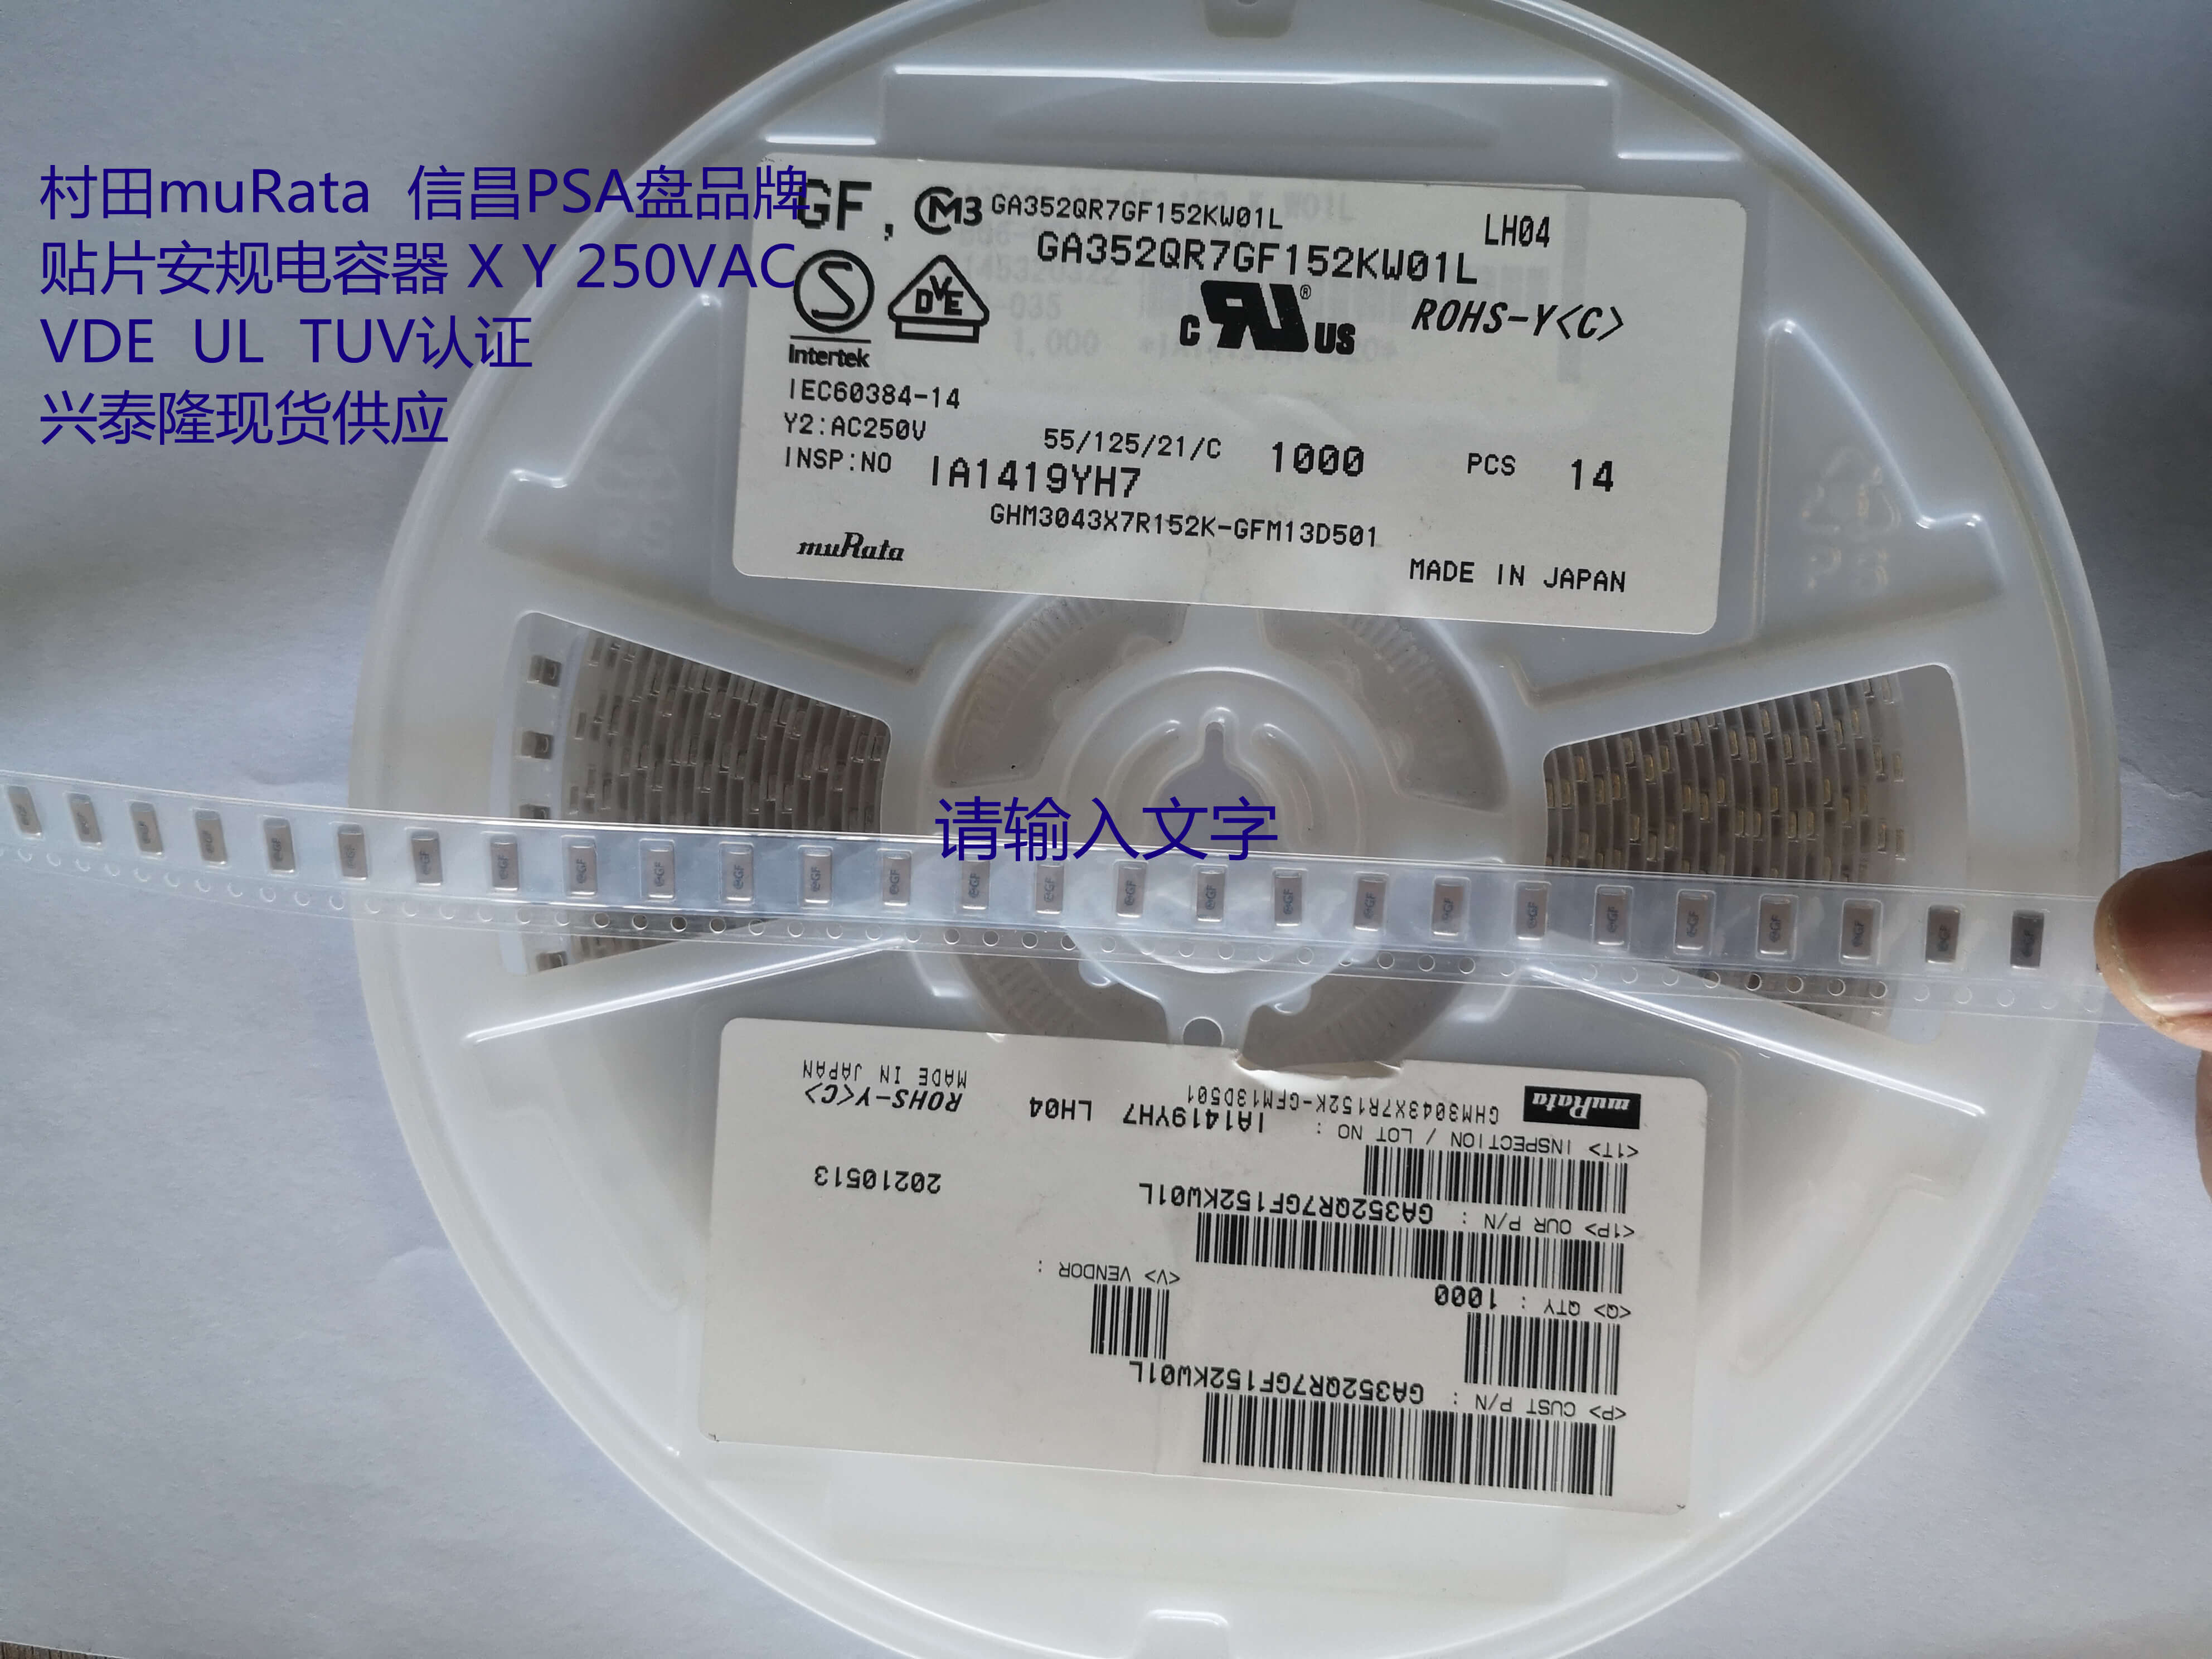 村田muRata 信昌PSA盘品牌
贴片安规电容器 X Y 250VAC
VDE UL TUV认证
兴泰隆现货供应
GF, M3 GA352QR7GF152KW01L LH04
GA352QR7GF152KW01L
S Intertek DVE c RU ® US ROHS-Y<C>
IEC60384-14
Y2:AC250V 55/125/21/C 1000 PCS 14
INSP:NO IA1419YH7
GHM3043X7R152K-GFM13D501
muRata MADE IN JAPAN
请输入文字
muRata GHM3043X7R152K-GFM13D501 MADE IN JAPAN
<1T> INSPECTION / LOT NO : IA1419YH7 LH04 ROHS-Y<C>
20210513
<1P> OUR P/N : GA352QR7GF152KW01L
<Q> QTY : 1000 <V> VENDOR :
<P> CUST P/N : GA352QR7GF152KW01L